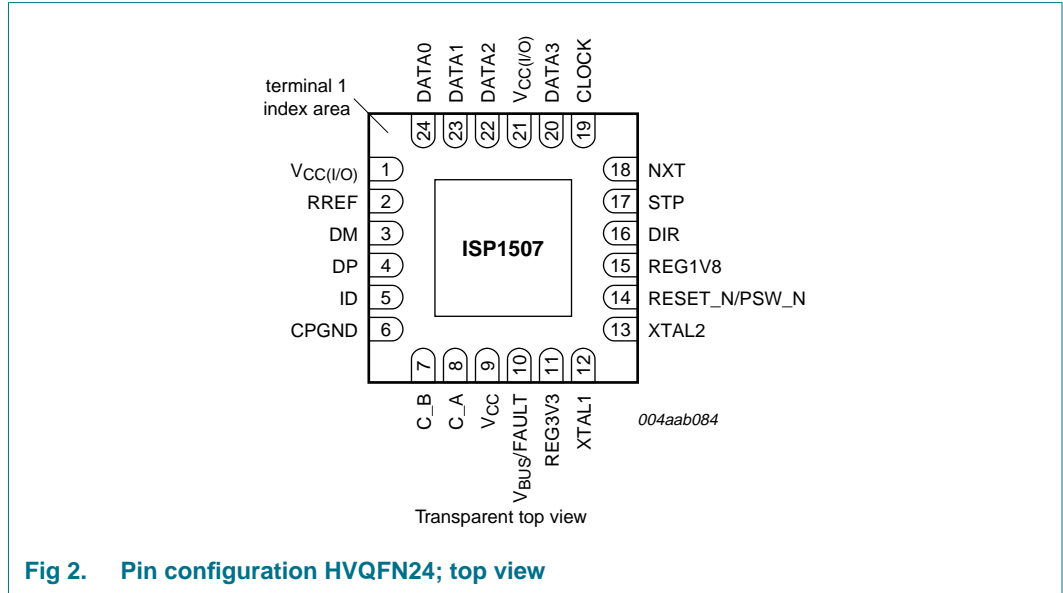 DATA0
DATA1
DATA2
VCC(I/O)
DATA3
CLOCK
terminal 1
index area
24
23
22
21
20
19
VCC(I/O) 1
RREF 2
DM 3
DP 4
ID 5
CPGND 6
ISP1507
18 NXT
17 STP
16 DIR
15 REG1V8
14 RESET_N/PSW_N
13 XTAL2
7
8
9
10
11
12
C_B
C_A
VCC
VBUS/FAULT
REG3V3
XTAL1
004aab084
Transparent top view
Fig 2. Pin configuration HVQFN24; top view